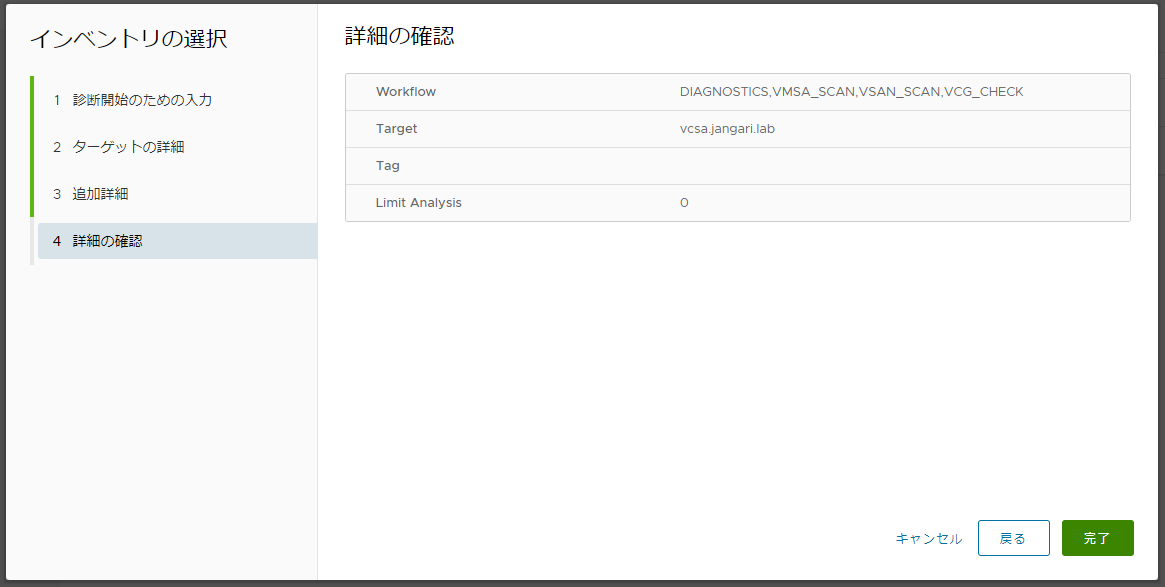 インベントリの選択
1 診断開始のための入力
2 ターゲットの詳細
3 追加詳細
4 詳細の確認
詳細の確認
Workflow DIAGNOSTICS,VMSA_SCAN,VSAN_SCAN,VCG_CHECK
Target vcsa.jangari.lab
Tag
Limit Analysis 0
キャンセル 戻る 完了